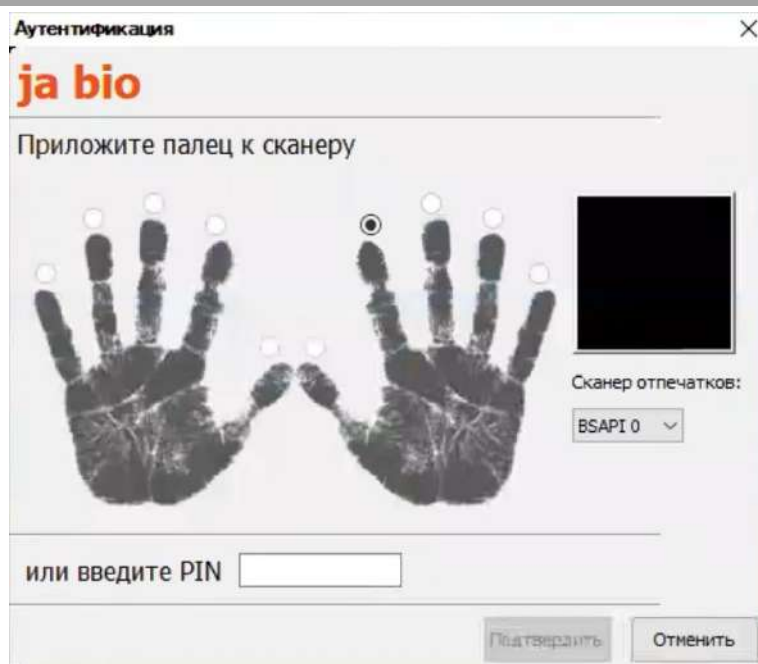 Аутентификация
ja bio
Приложите палец к сканеру
Сканер отпечатков:
BSAPI 0
или введите PIN
Подтвердить
Отменить